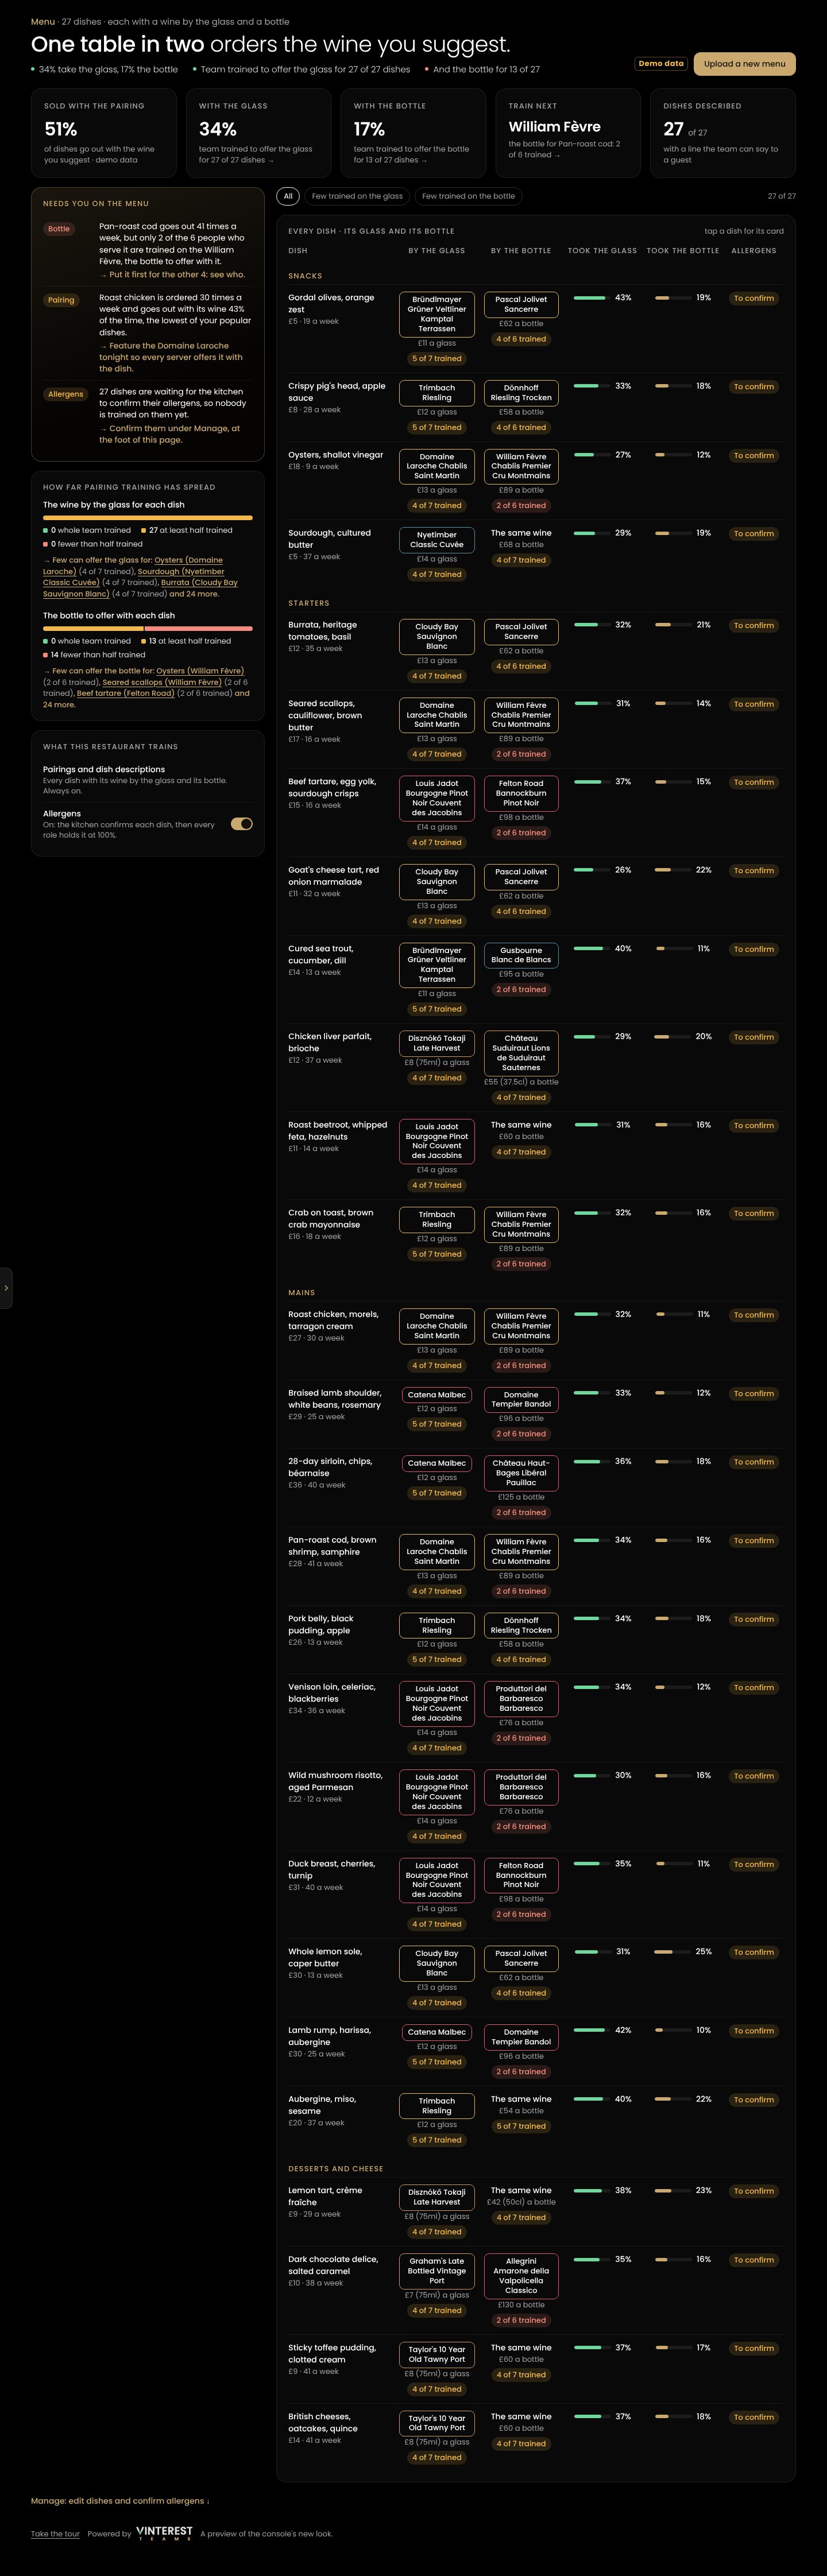 Menu · 27 dishes · each with a wine by the glass and a bottle
One table in two orders the wine you suggest.
34% take the glass, 17% the bottle
Team trained to offer the glass for 27 of 27 dishes
And the bottle for 13 of 27
Demo data
Upload a new menu
SOLD WITH THE PAIRING
51%
of dishes go out with the wine
you suggest · demo data
WITH THE GLASS
34%
team trained to offer the glass
for 27 of 27 dishes →
WITH THE BOTTLE
17%
team trained to offer the bottle
for 13 of 27 dishes →
TRAIN NEXT
William Fèvre
the bottle for Pan-roast cod: 2
of 6 trained →
DISHES DESCRIBED
27 of 27
with a line the team can say to
a guest
NEEDS YOU ON THE MENU
Bottle
Pan-roast cod goes out 41 times a
week, but only 2 of the 6 people who
serve it are trained on the William
Fèvre, the bottle to offer with it.
→ Put it first for the other 4: see who.
Pairing
Roast chicken is ordered 30 times a
week and goes out with its wine 43%
of the time, the lowest of your popular
dishes.
→ Feature the Domaine Laroche
tonight so every server offers it with
the dish.
Allergens
27 dishes are waiting for the kitchen
to confirm their allergens, so nobody
is trained on them yet.
→ Confirm them under Manage, at
the foot of this page.
HOW FAR PAIRING TRAINING HAS SPREAD
The wine by the glass for each dish
0 whole team trained
27 at least half trained
0 fewer than half trained
→ Few can offer the glass for: Oysters (Domaine
Laroche) (4 of 7 trained), Sourdough (Nyetimber
Classic Cuvée) (4 of 7 trained), Burrata (Cloudy Bay
Sauvignon Blanc) (4 of 7 trained) and 24 more.
The bottle to offer with each dish
0 whole team trained
13 at least half trained
14 fewer than half trained
→ Few can offer the bottle for: Oysters (William Fèvre)
(2 of 6 trained), Seared scallops (William Fèvre) (2 of 6
trained), Beef tartare (Felton Road) (2 of 6 trained) and
24 more.
WHAT THIS RESTAURANT TRAINS
Pairings and dish descriptions
Every dish with its wine by the glass and the bottle.
Always on.
Allergens
On: the kitchen confirms each dish, then every
role holds it at 100%.
All
Few trained on the glass
Few trained on the bottle
27 of 27
EVERY DISH · ITS GLASS AND ITS BOTTLE
tap a dish for its card
DISH BY THE GLASS BY THE BOTTLE TOOK THE GLASS TOOK THE BOTTLE ALLERGENS
SNACKS
Gordal olives, orange
zest
£5 · 19 a week
Bründlmayer
Grüner Veltliner
Kamptal
Terrassen
£11 a glass
5 of 7 trained
Pascal Jolivet
Sancerre
£62 a bottle
4 of 6 trained
43%
19%
To confirm
Crispy pig's head, apple
sauce
£8 · 28 a week
Trimbach
Riesling
£12 a glass
5 of 7 trained
Dönnhoff
Riesling Trocken
£58 a bottle
4 of 6 trained
33%
18%
To confirm
Oysters, shallot vinegar
£18 · 9 a week
Domaine
Laroche Chablis
Saint Martin
£13 a glass
4 of 7 trained
William Fèvre
Chablis Premier
Cru Montmains
£89 a bottle
2 of 6 trained
27%
12%
To confirm
Sourdough, cultured
butter
£5 · 37 a week
Nyetimber
Classic Cuvée
£14 a glass
4 of 7 trained
The same wine
£68 a bottle
4 of 7 trained
29%
19%
To confirm
STARTERS
Burrata, heritage
tomatoes, basil
£12 · 35 a week
Cloudy Bay
Sauvignon
Blanc
£13 a glass
4 of 7 trained
Pascal Jolivet
Sancerre
£62 a bottle
4 of 6 trained
32%
21%
To confirm
Seared scallops,
cauliflower, brown
butter
£17 · 16 a week
Domaine
Laroche Chablis
Saint Martin
£13 a glass
4 of 7 trained
William Fèvre
Chablis Premier
Cru Montmains
£89 a bottle
2 of 6 trained
31%
14%
To confirm
Beef tartare, egg yolk,
sourdough crisps
£15 · 16 a week
Louis Jadot
Bourgogne Pinot
Noir Couvent
des Jacobins
£14 a glass
4 of 7 trained
Felton Road
Bannockburn
Pinot Noir
£98 a bottle
2 of 6 trained
37%
15%
To confirm
Goat's cheese tart, red
onion marmalade
£11 · 32 a week
Cloudy Bay
Sauvignon
Blanc
£13 a glass
4 of 7 trained
Pascal Jolivet
Sancerre
£62 a bottle
4 of 6 trained
26%
22%
To confirm
Cured sea trout,
cucumber, dill
£14 · 13 a week
Bründlmayer
Grüner Veltliner
Kamptal
Terrassen
£11 a glass
5 of 7 trained
Gusbourne
Blanc de Blancs
£95 a bottle
2 of 6 trained
40%
11%
To confirm
Chicken liver parfait,
brioche
£12 · 37 a week
Disznókő Tokaji
Late Harvest
£8 (75ml) a glass
4 of 7 trained
Château
Suduiraut Lions
de Suduiraut
Sauternes
£55 (37.5cl) a bottle
4 of 7 trained
29%
20%
To confirm
Roast beetroot, whipped
feta, hazelnuts
£11 · 14 a week
Louis Jadot
Bourgogne Pinot
Noir Couvent
des Jacobins
£14 a glass
4 of 7 trained
The same wine
£60 a bottle
4 of 7 trained
31%
16%
To confirm
Crab on toast, brown
crab mayonnaise
£16 · 18 a week
Trimbach
Riesling
£12 a glass
5 of 7 trained
William Fèvre
Chablis Premier
Cru Montmains
£89 a bottle
2 of 6 trained
32%
16%
To confirm
MAINS
Roast chicken, morels,
tarragon cream
£27 · 30 a week
Domaine
Laroche Chablis
Saint Martin
£13 a glass
4 of 7 trained
William Fèvre
Chablis Premier
Cru Montmains
£89 a bottle
2 of 6 trained
32%
11%
To confirm
Braised lamb shoulder,
white beans, rosemary
£29 · 25 a week
Catena Malbec
£12 a glass
5 of 7 trained
Domaine
Tempier Bandol
£96 a bottle
2 of 6 trained
33%
12%
To confirm
28-day sirloin, chips,
béarnaise
£36 · 40 a week
Catena Malbec
£12 a glass
5 of 7 trained
Château Haut-
Bages Libéral
Pauillac
£125 a bottle
2 of 6 trained
36%
18%
To confirm
Pan-roast cod, brown
shrimp, samphire
£28 · 41 a week
Domaine
Laroche Chablis
Saint Martin
£13 a glass
4 of 7 trained
William Fèvre
Chablis Premier
Cru Montmains
£89 a bottle
2 of 6 trained
34%
16%
To confirm
Pork belly, black
pudding, apple
£26 · 13 a week
Trimbach
Riesling
£12 a glass
5 of 7 trained
Dönnhoff
Riesling Trocken
£58 a bottle
4 of 6 trained
34%
18%
To confirm
Venison loin, celeriac,
blackberries
£34 · 36 a week
Louis Jadot
Bourgogne Pinot
Noir Couvent
des Jacobins
£14 a glass
4 of 7 trained
Produttori del
Barbaresco
Barbaresco
£76 a bottle
2 of 6 trained
34%
12%
To confirm
Wild mushroom risotto,
aged Parmesan
£22 · 12 a week
Louis Jadot
Bourgogne Pinot
Noir Couvent
des Jacobins
£14 a glass
4 of 7 trained
Produttori del
Barbaresco
Barbaresco
£76 a bottle
2 of 6 trained
30%
16%
To confirm
Duck breast, cherries,
turnip
£31 · 40 a week
Louis Jadot
Bourgogne Pinot
Noir Couvent
des Jacobins
£14 a glass
4 of 7 trained
Felton Road
Bannockburn
Pinot Noir
£98 a bottle
2 of 6 trained
35%
11%
To confirm
Whole lemon sole,
caper butter
£30 · 13 a week
Cloudy Bay
Sauvignon
Blanc
£13 a glass
4 of 7 trained
Pascal Jolivet
Sancerre
£62 a bottle
4 of 6 trained
31%
25%
To confirm
Lamb rump, harissa,
aubergine
£30 · 25 a week
Catena Malbec
£12 a glass
5 of 7 trained
Domaine
Tempier Bandol
£96 a bottle
2 of 6 trained
42%
10%
To confirm
Aubergine, miso,
sesame
£20 · 37 a week
Trimbach
Riesling
£12 a glass
5 of 7 trained
The same wine
£54 a bottle
5 of 7 trained
40%
22%
To confirm
DESSERTS AND CHEESE
Lemon tart, crème
fraîche
£9 · 29 a week
Disznókő Tokaji
Late Harvest
£8 (75ml) a glass
4 of 7 trained
The same wine
£42 (50cl) a bottle
4 of 7 trained
38%
23%
To confirm
Dark chocolate delice,
salted caramel
£10 · 38 a week
Graham's Late
Bottled Vintage
Port
£7 (75ml) a glass
4 of 7 trained
Allegrini
Amarone della
Valpolicella
Classico
£130 a bottle
2 of 6 trained
35%
16%
To confirm
Sticky toffee pudding,
clotted cream
£9 · 41 a week
Taylor's 10 Year
Old Tawny Port
£8 (75ml) a glass
4 of 7 trained
The same wine
£60 a bottle
4 of 7 trained
37%
17%
To confirm
British cheeses,
oatcakes, quince
£14 · 41 a week
Taylor's 10 Year
Old Tawny Port
£8 (75ml) a glass
4 of 7 trained
The same wine
£60 a bottle
4 of 7 trained
37%
18%
To confirm
Manage: edit dishes and confirm allergens ↓
Take the tour
Powered by
VINTEREST
TEAMS
A preview of the console's new look.